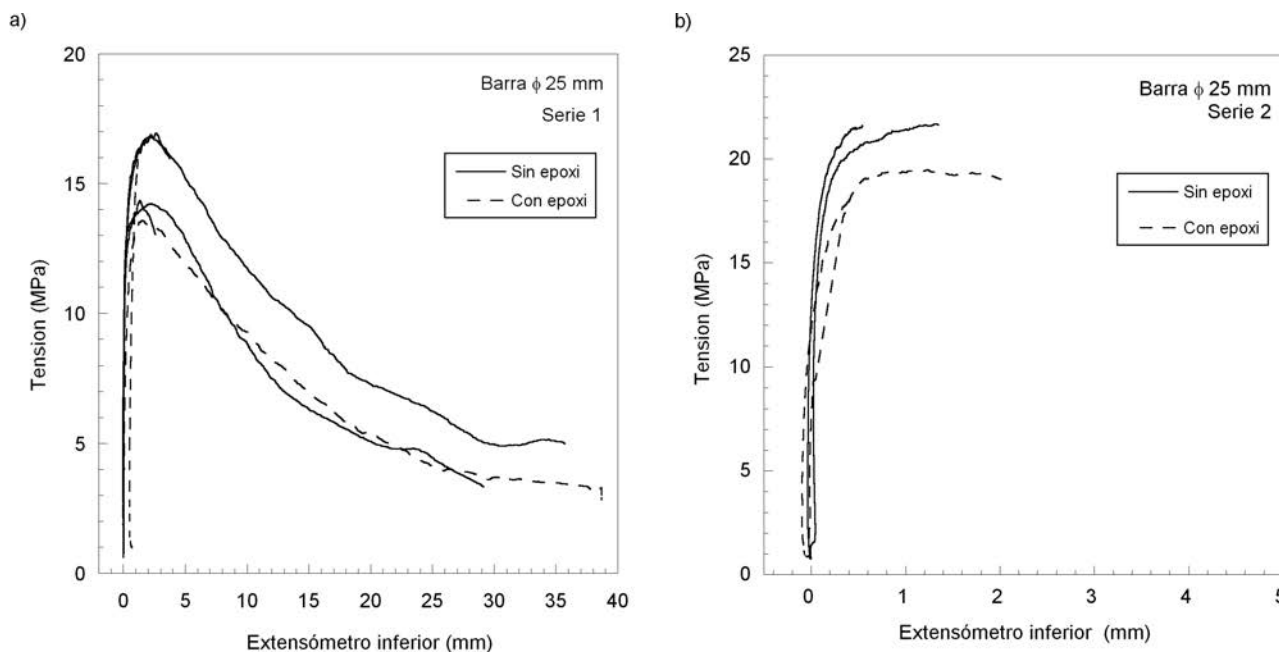 a)
20
15
10
5
0
Tension (MPa)
Barra ϕ 25 mm
Serie 1
Sin epoxi
Con epoxi
0 5 10 15 20 25 30 35 40
Extensómetro inferior (mm)
b)
25
20
15
10
5
0
Tension (MPa)
Barra ϕ 25 mm
Serie 2
Sin epoxi
Con epoxi
0 1 2 3 4 5
Extensómetro inferior (mm)